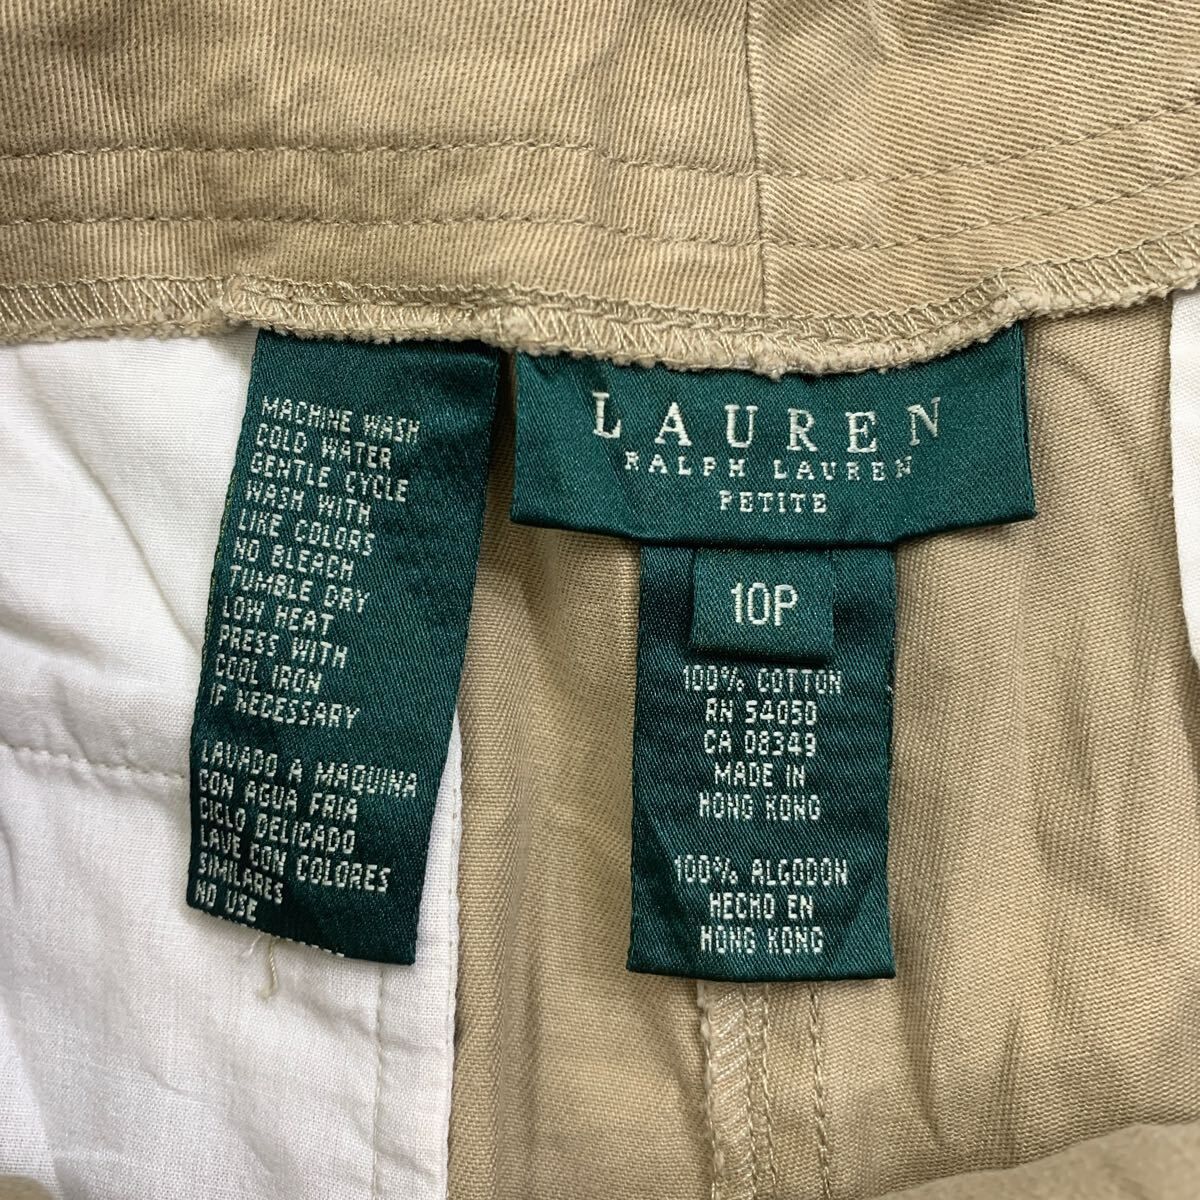 MACHINE WASH
COLD WATER
GENTLE CYCLE
WASH WITH
LIKE COLORS
NO BLEACH
TUMBLE DRY
LOW HEAT
PRESS WITH
COOL IRON
IF NECESSARY
LAVADO A MAQUINA
CON AGUA FRIA
CICLO DELICADO
LAVE CON COLORES
SIMILARES
NO USE
LAUREN
RALPH LAUREN
PETITE
10P
100% COTTON
RN 54050
CA 08349
MADE IN
HONG KONG
100% ALGODON
HECHO EN
HONG KONG